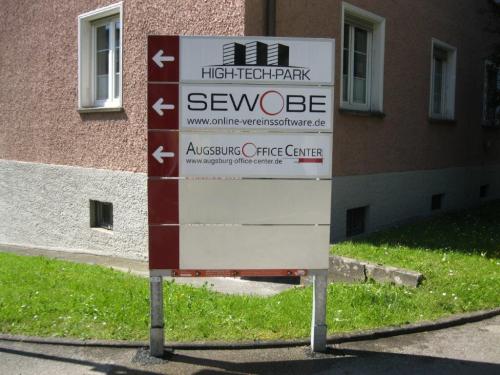 HIGH-TECH-PARK
SEWOBE
www.online-vereinssoftware.de
AUGSBURG OFFICE CENTER
www.augsburg-office-center.de